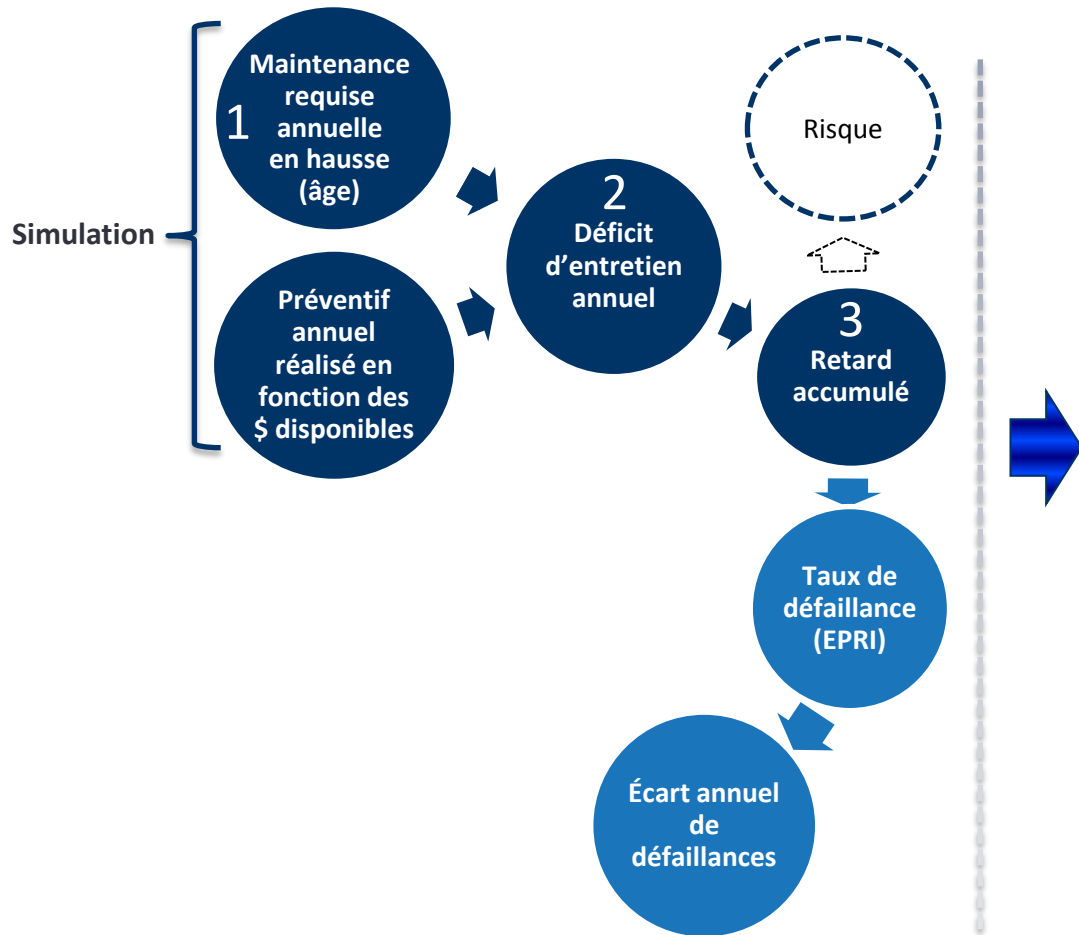 Simulation
1
Maintenance
requise
annuelle
en hausse
(âge)
Préventif
annuel
réalisé en
fonction des
$ disponibles
2
Déficit
d'entretien
annuel
Risque
3
Retard
accumulé
Taux de
défaillance
(EPRI)
Écart annuel
de
défaillances